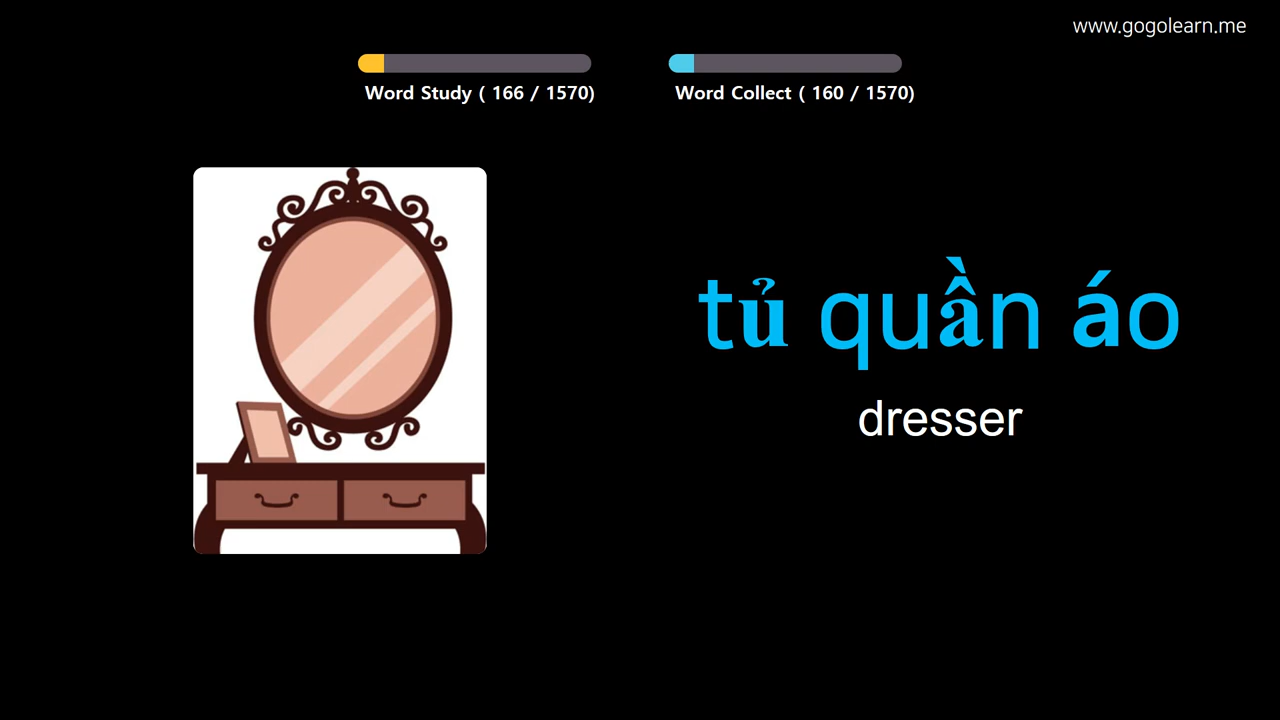 www.gogolearn.me
Word Study ( 166 / 1570)
Word Collect ( 160 / 1570)
tủ quần áo
dresser